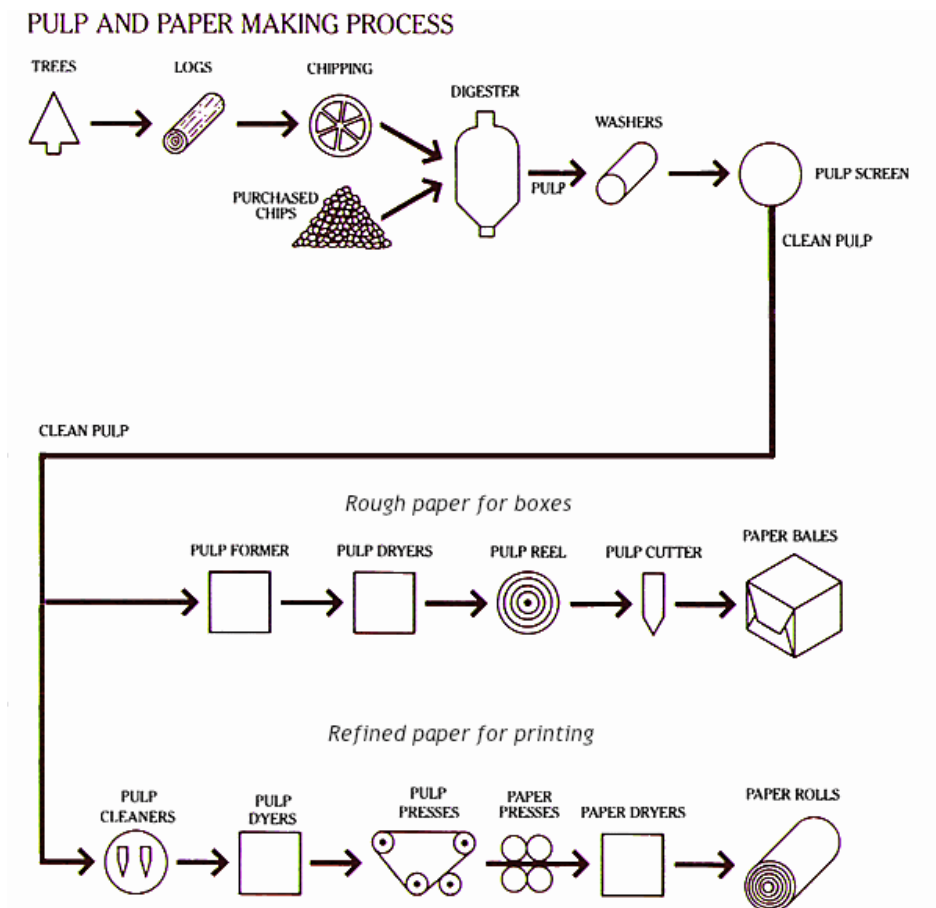 PULP AND PAPER MAKING PROCESS
TREES
LOGS
CHIPPING
DIGESTER
WASHERS
PULP SCREEN
PULP
PURCHASED
CHIPS
CLEAN PULP
CLEAN PULP
Rough paper for boxes
PULP FORMER
PULP DRYERS
PULP REEL
PULP CUTTER
PAPER BALES
Refined paper for printing
PULP
CLEANERS
PULP
DYERS
PULP
PRESSES
PAPER
PRESSES
PAPER DRYERS
PAPER ROLLS